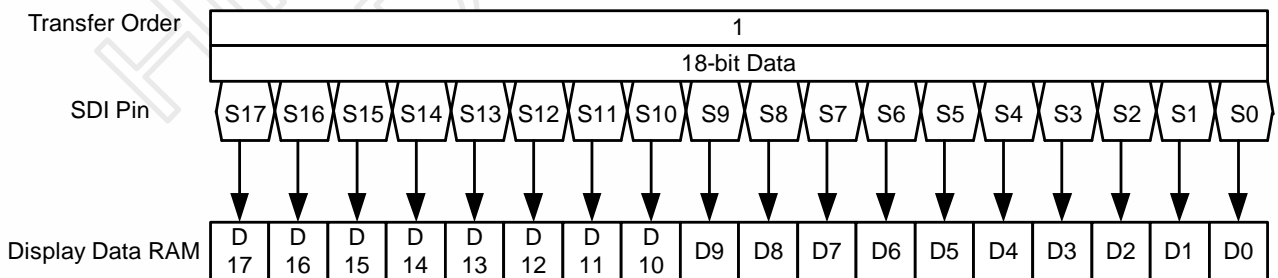 Transfer Order 1
18-bit Data
SDI Pin S17 S16 S15 S14 S13 S12 S11 S10 S9 S8 S7 S6 S5 S4 S3 S2 S1 S0
Display Data RAM D 17 D 16 D 15 D 14 D 13 D 12 D 11 D 10 D9 D8 D7 D6 D5 D4 D3 D2 D1 D0